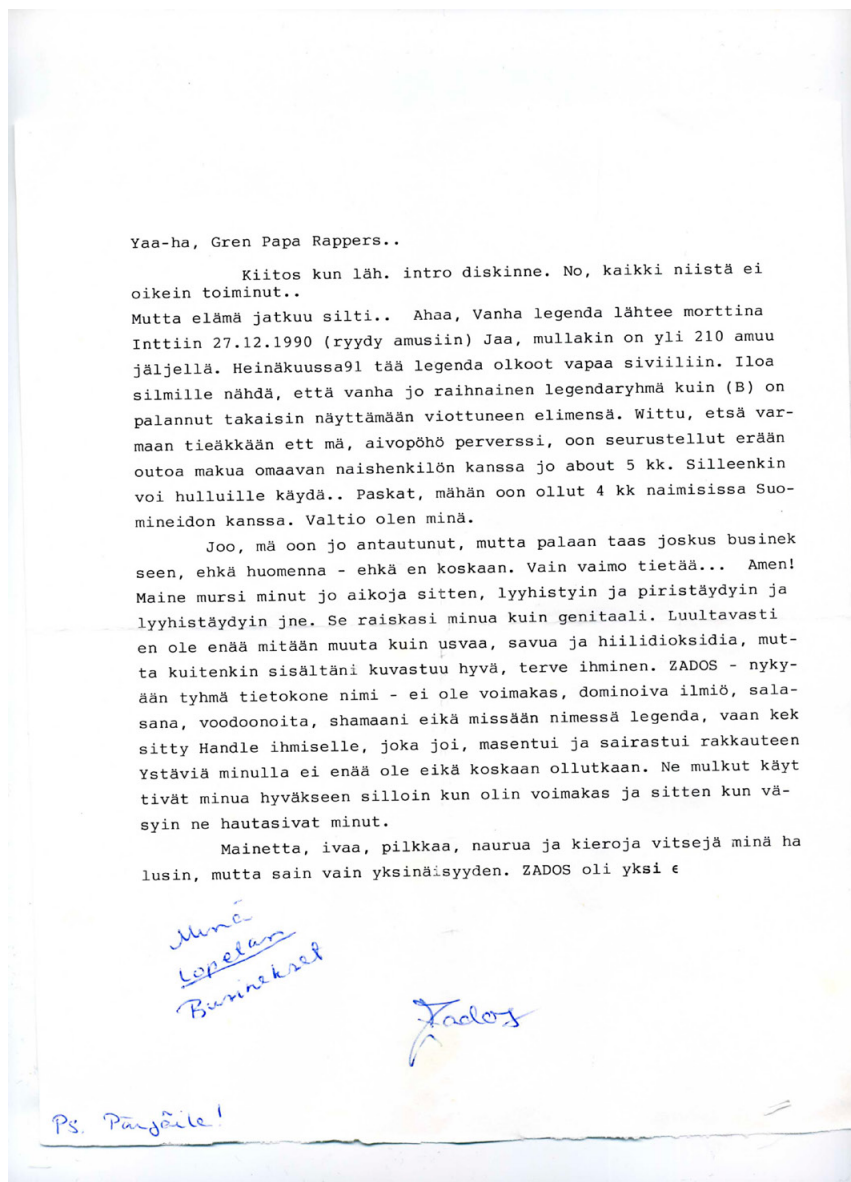 Yaa-ha, Gren Papa Rappers..
Kiitos kun läh. intro diskinne. No, kaikki niistä ei
oikein toiminut..
Mutta elämä jatkuu silti.. Ahaa, Vanha legenda lähtee morttina
Inttiin 27.12.1990 (ryydy amusiin) Jaa, mullakin on yli 210 amuu
jäljellä. Heinäkuussa91 tää legenda olkoot vapaa siviiliin. Iloa
silmille nähdä, että vanha jo raihnainen legendaryhmä kuin (B) on
palannut takaisin näyttämään viottuneen elimensä. Wittu, etsä var-
maan tieäkkään ett mä, aivopöhö perverssi, oon seurustellut erään
outoa makua omaavan naishenkilön kanssa jo about 5 kk. Silleenkin
voi hulluille käydä.. Paskat, mähän oon ollut 4 kk naimisissa Suo-
mineidon kanssa. Valtio olen minä.
Joo, mä oon jo antautunut, mutta palaan taas joskus businek
seen, ehkä huomenna - ehkä en koskaan. Vain vaimo tietää... Amen!
Maine mursi minut jo aikoja sitten, lyyhistyin ja piristäydyin ja
lyyhistäydyin jne. Se raiskasi minua kuin genitaali. Luultavasti
en ole enää mitään muuta kuin usvaa, savua ja hiilidioksidia, mut-
ta kuitenkin sisältäni kuvastuu hyvä, terve ihminen. ZADOS - nyky-
ään tyhmä tietokone nimi - ei ole voimakas, dominoiva ilmiö, sala-
sana, voodoonoita, shamaani eikä missään nimessä legenda, vaan kek
sitty Handle ihmiselle, joka joi, masentui ja sairastui rakkauteen
Ystäviä minulla ei enää ole eikä koskaan ollutkaan. Ne mulkut käyt
tivät minua hyväkseen silloin kun olin voimakas ja sitten kun vä-
syin ne hautasivat minut.
Mainetta, ivaa, pilkkaa, naurua ja kieroja vitsejä minä ha
lusin, mutta sain vain yksinäisyyden. ZADOS oli yksi €
Minä
Lopetan
Businekset
Zados
Ps. Pärjäile!